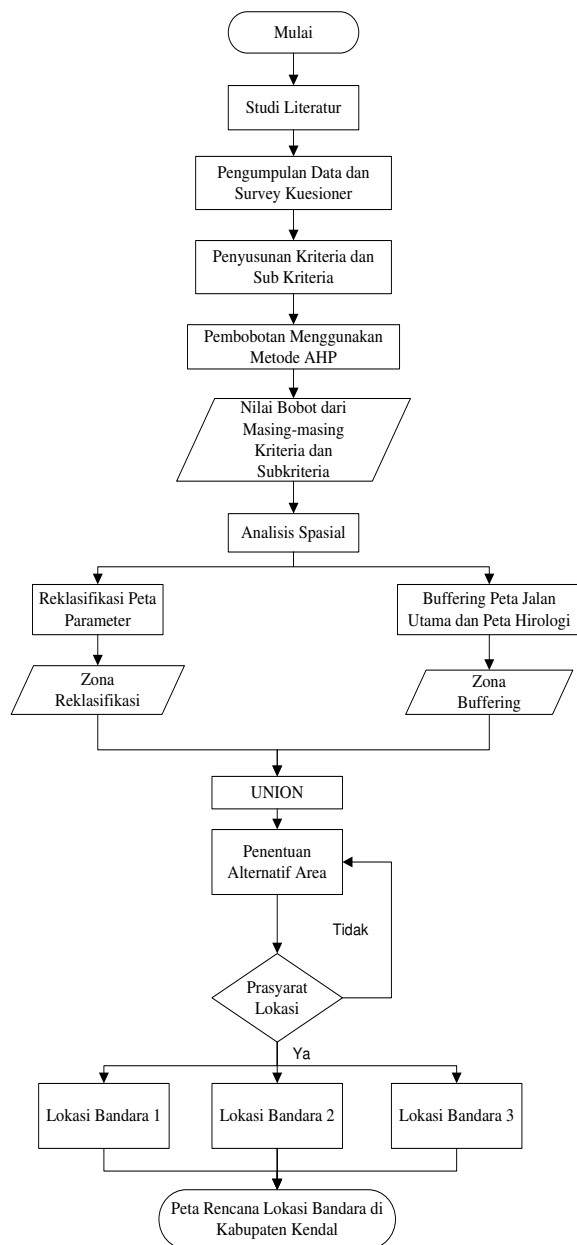 Mulai
Studi Literatur
Pengumpulan Data dan
Survey Kuesioner
Penyusunan Kriteria dan
Sub Kriteria
Pembobotan Menggunakan
Metode AHP
Nilai Bobot dari
Masing-masing
Kriteria dan
Subkriteria
Analisis Spasial
Reklasifikasi Peta
Parameter
Buffering Peta Jalan
Utama dan Peta Hirologi
Zona
Reklasifikasi
Zona
Buffering
UNION
Penentuan
Alternatif Area
Tidak
Prasyarat
Lokasi
Ya
Lokasi Bandara 1
Lokasi Bandara 2
Lokasi Bandara 3
Peta Rencana Lokasi Bandara di
Kabupaten Kendal